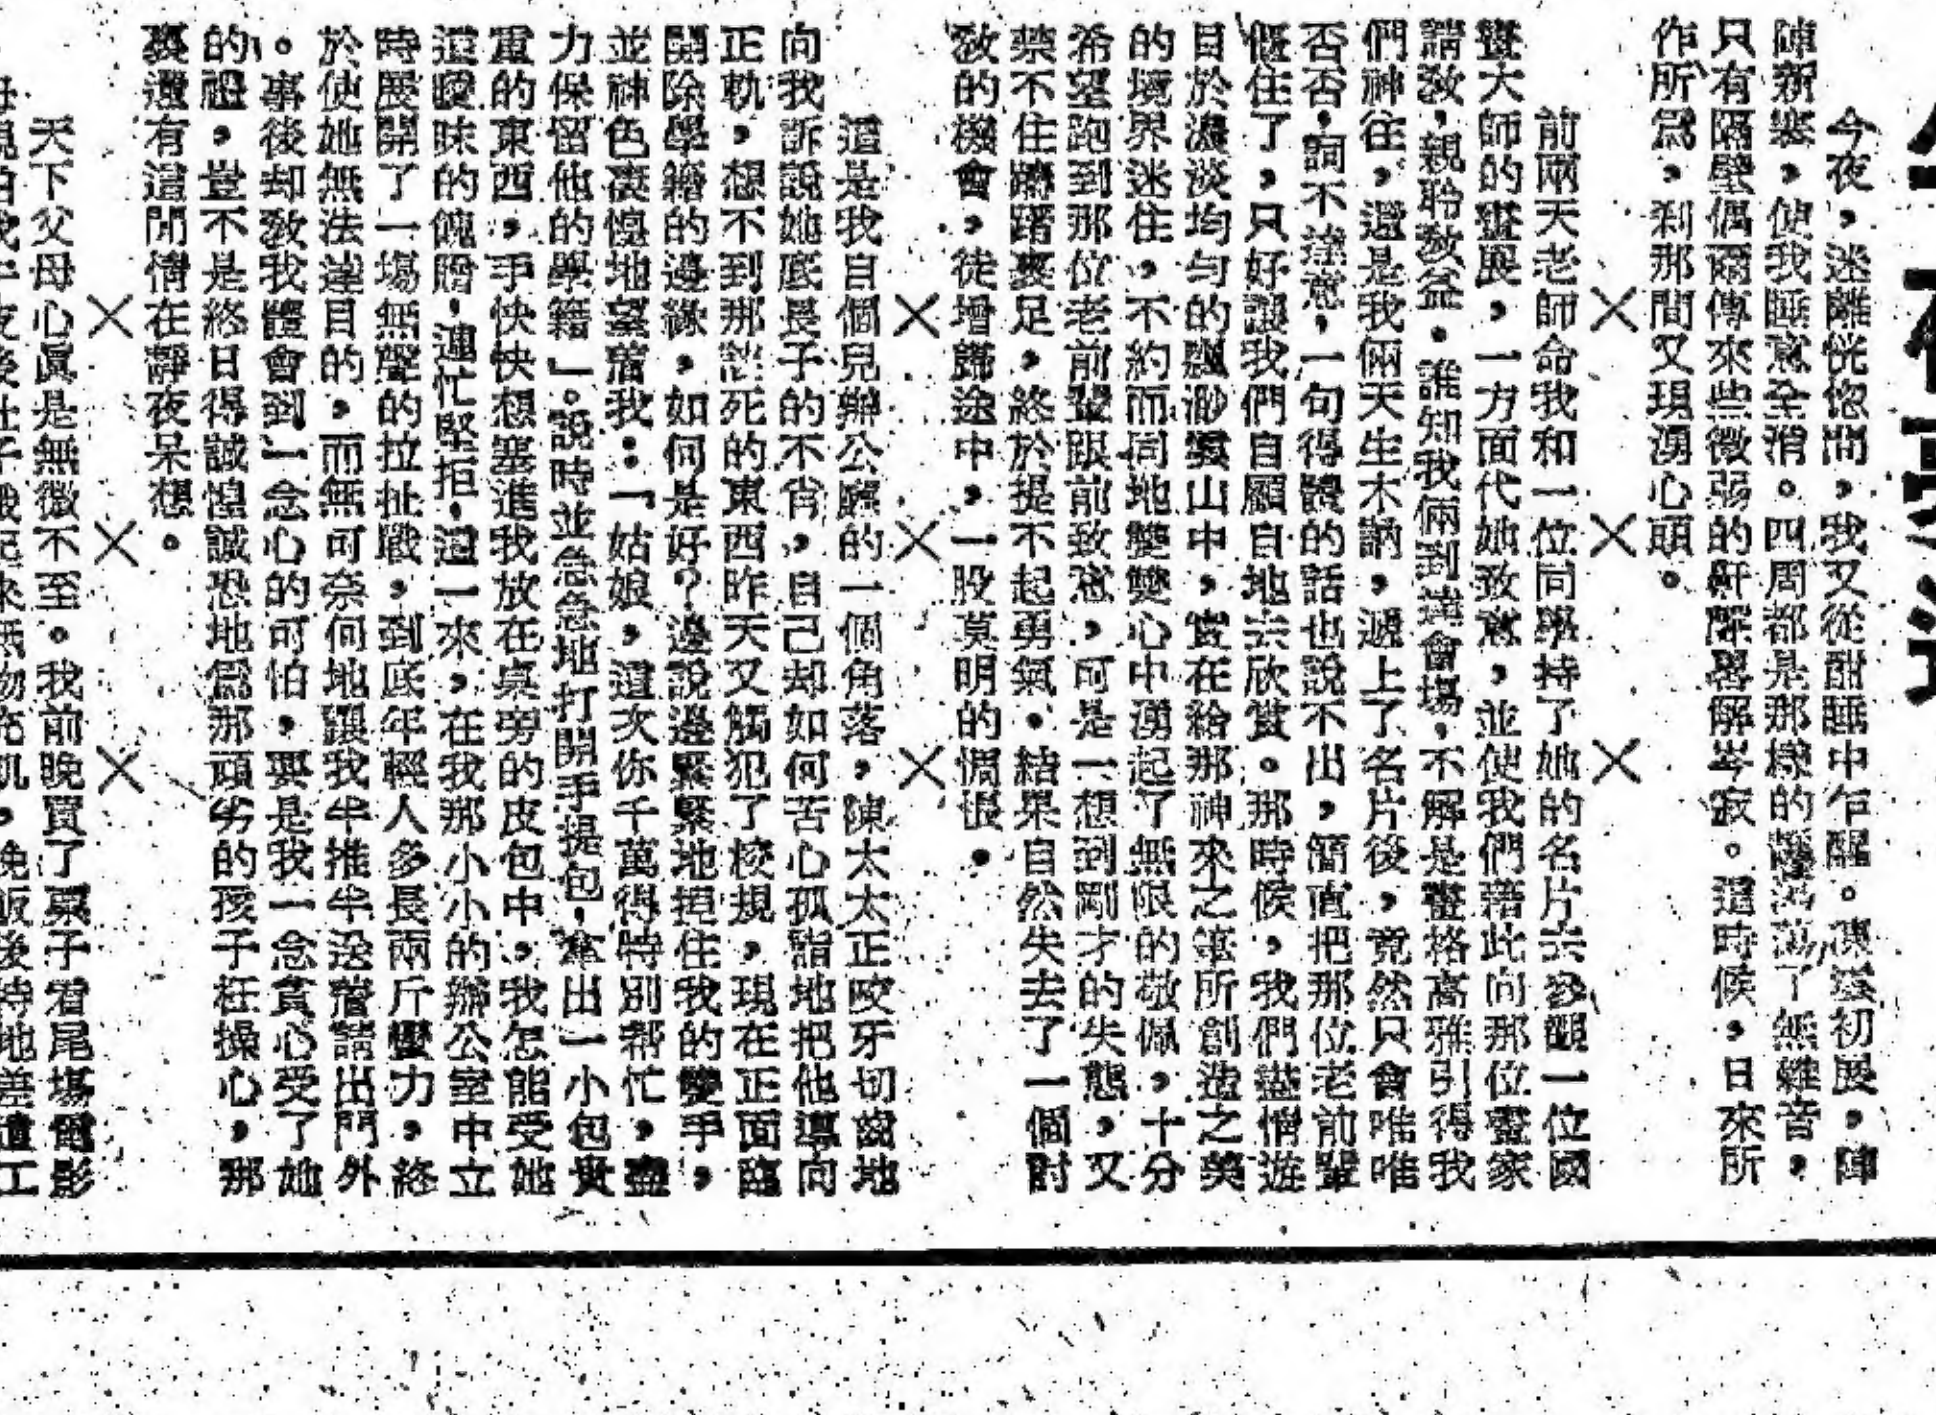 今夜，迷離恍惚間，我又從酣睡中乍醒。凍送初展，陣
陣新寒，使我睡意全消。四周都是那樣的靜謐，了無雜音，
只有隔壁偶爾傳來些微弱的鼾聲畧解岑寂。這時候，日來所
作所為，剎那間又現湧心頭。
×　×　×
前兩天老師命我和一位同學持了她的名片去參觀一位國
畫大師的畫展，一方面代她致意，並使我們藉此向那位畫家
請教，親聆教益。誰知我倆到達會場，不解是畫格高雅引得我
們神往，還是我倆天生木訥，遞上了名片後，竟然只會唯唯
否否，詞不達意，一句得體的話也說不出，簡直把那位老前輩
僵住了，只好讓我們自顧自地去欣賞。那時候，我們盡情遊
目於濃淡均勻的飄渺雲山中，實在給那神來之筆所創造之美
的境界迷住，不約而同地雙雙心中湧起了無限的敬佩，十分
希望跑到那位老前輩跟前致意，可是一想到剛才的失態，又
禁不住躊躇裹足，終於提不起勇氣。結果自然失去了一個討
教的機會，徒增歸途中，一股莫明的惆悵。
×　×　×
這是我自個兒辦公廳的一個角落，陳太太正咬牙切齒地
向我訴說她底長子的不肖，自己却如何苦心孤詣地把他導向
正軌，想不到那該死的東西昨天又觸犯了校規，現在正面臨
開除學籍的邊緣，如何是好？邊說邊緊緊地握住我的雙手，
並神色淒惶地望着我：「姑娘，這次你千萬得特別帮忙，盡
力保留他的學籍」。說時並急急地打開手提包，拿出一小包貴
重的東西，手快快想塞進我放在桌旁的皮包中，我怎能受她
這曖昧的餽贈，連忙堅拒，這一來，在我那小小的辦公室中立
時展開了一場無聲的拉扯戰，到底年輕人多長兩斤蠻力，終
於使她無法達目的，而無可奈何地讓我半推半送着請出門外
。事後却教我體會到一念心的可怕，要是我一念貪心受了她
的禮，豈不是終日得誠惶誠恐地為那頑劣的孩子枉操心，那
裏還有這閒情在靜夜呆想。
×　×　×
天下父母心眞是無微不至。我前晚買了票子看尾場電影